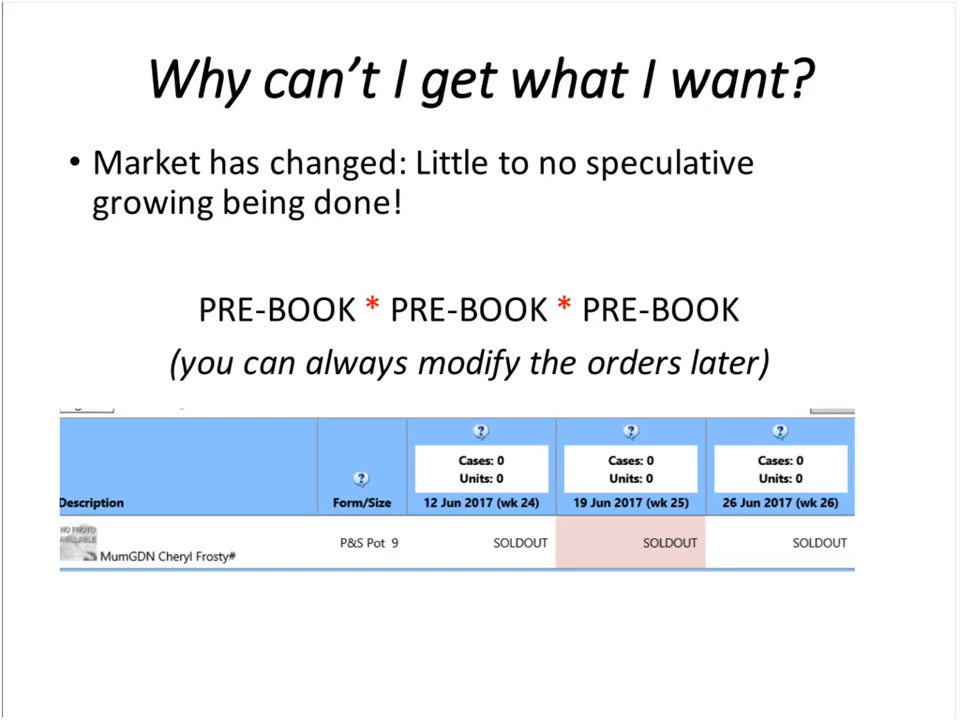 Why can't I get what I want?
• Market has changed: Little to no speculative
growing being done!
PRE-BOOK * PRE-BOOK * PRE-BOOK
(you can always modify the orders later)
Cases: 0 Cases: 0 Cases: 0
Units: 0 Units: 0 Units: 0
Description Form/Size 12 Jun 2017 (wk 24) 19 Jun 2017 (wk 25) 26 Jun 2017 (wk 26)
NO PHOTO
AVAILABLE
P&S Pot 9 SOLDOUT SOLDOUT SOLDOUT
MumGDN Cheryl Frosty#